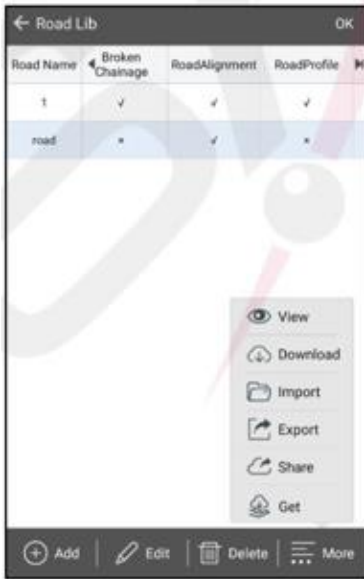 Road Lib OK
Road Name Broken Chainage RoadAlignment RoadProfile
t √ √ √
road × √ ×
View
Download
Import
Export
Share
Get
Add Edit Delete More